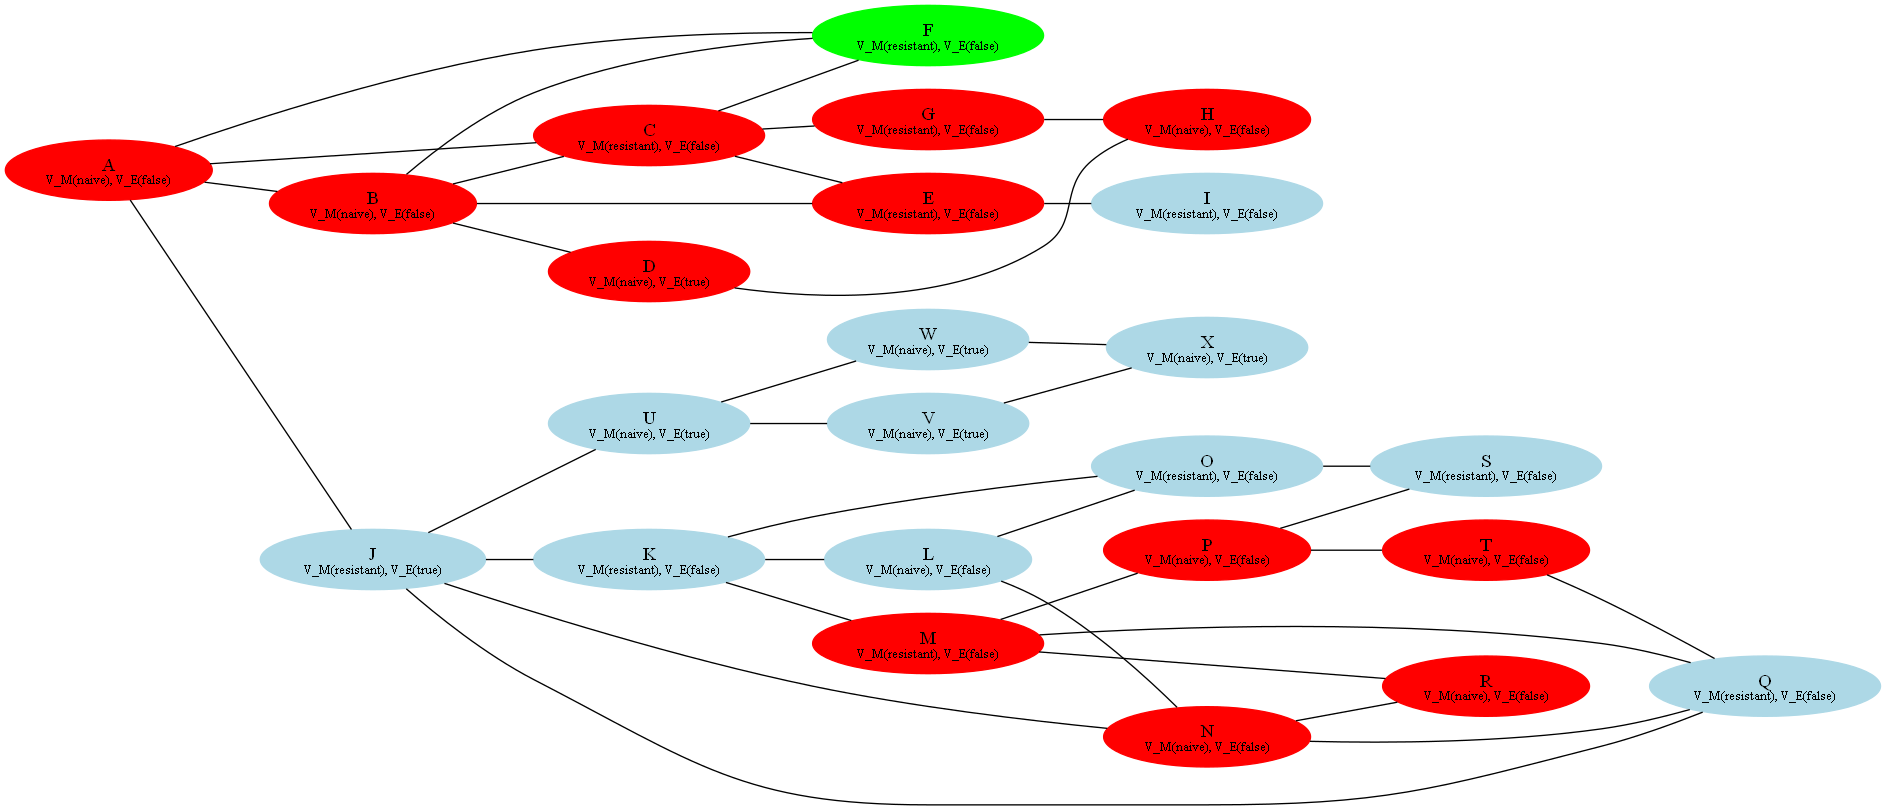 F
V_M(resistant), V_E(false)
G
V_M(resistant), V_E(false)
H
V_M(naive), V_E(false)
C
V_M(resistant), V_E(false)
A
V_M(naive), V_E(false)
B
V_M(naive), V_E(false)
E
V_M(resistant), V_E(false)
I
V_M(resistant), V_E(false)
D
V_M(naive), V_E(true)
W
V_M(naive), V_E(true)
X
V_M(naive), V_E(true)
U
V_M(naive), V_E(true)
V
V_M(naive), V_E(true)
O
V_M(resistant), V_E(false)
S
V_M(resistant), V_E(false)
J
V_M(resistant), V_E(true)
K
V_M(resistant), V_E(false)
L
V_M(naive), V_E(false)
P
V_M(naive), V_E(false)
T
V_M(naive), V_E(false)
M
V_M(resistant), V_E(false)
R
V_M(naive), V_E(false)
Q
V_M(resistant), V_E(false)
N
V_M(naive), V_E(false)